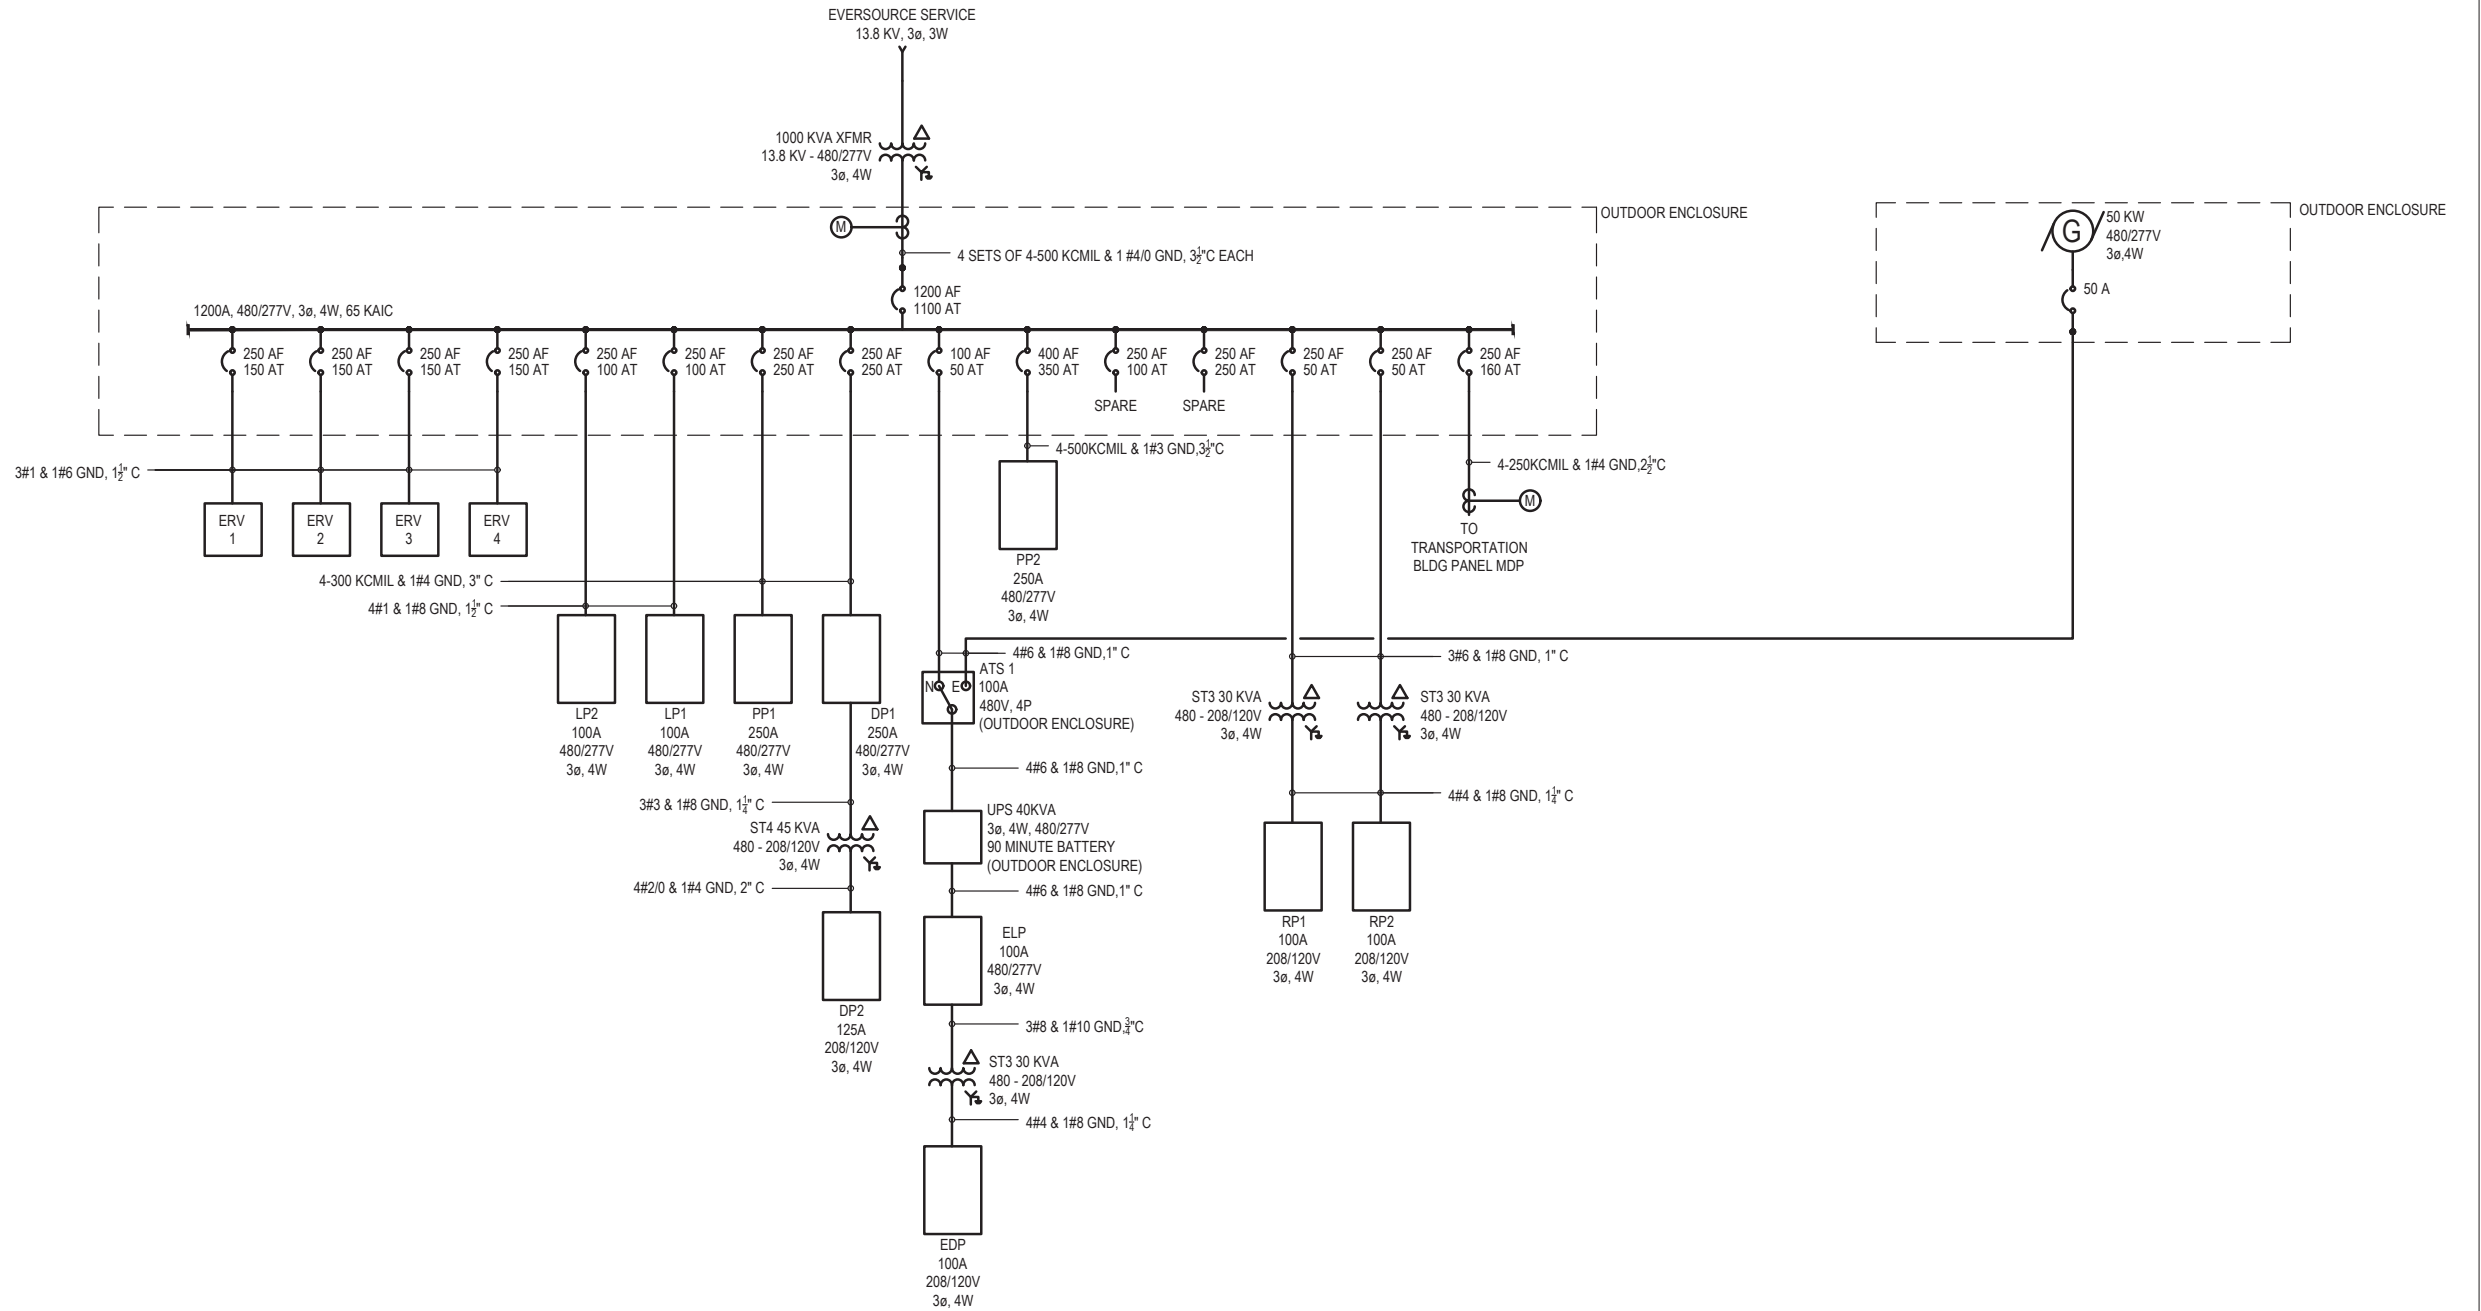 EVERSOURCE SERVICE
13.8 KV, 3ø, 3W
1000 KVA XFMR
13.8 KV - 480/277V
3ø, 4W
OUTDOOR ENCLOSURE
M
4 SETS OF 4-500 KCMIL & 1 #4/0 GND, 3½"C EACH
1200 AF
1100 AT
1200A, 480/277V, 3ø, 4W, 65 KAIC
OUTDOOR ENCLOSURE
G
50 KW
480/277V
3ø,4W
50 A
250 AF
150 AT
250 AF
150 AT
250 AF
150 AT
250 AF
150 AT
250 AF
100 AT
250 AF
100 AT
250 AF
250 AT
250 AF
250 AT
100 AF
50 AT
400 AF
350 AT
250 AF
100 AT
SPARE
250 AF
250 AT
SPARE
250 AF
50 AT
250 AF
50 AT
250 AF
160 AT
3#1 & 1#6 GND, 1½" C
ERV
1
ERV
2
ERV
3
ERV
4
4-500KCMIL & 1#3 GND,3½"C
PP2
250A
480/277V
3ø, 4W
4-250KCMIL & 1#4 GND,2½"C
M
TO
TRANSPORTATION
BLDG PANEL MDP
4-300 KCMIL & 1#4 GND, 3" C
4#1 & 1#8 GND, 1½" C
LP2
100A
480/277V
3ø, 4W
LP1
100A
480/277V
3ø, 4W
PP1
250A
480/277V
3ø, 4W
DP1
250A
480/277V
3ø, 4W
3#3 & 1#8 GND, 1¼" C
ST4 45 KVA
480 - 208/120V
3ø, 4W
4#2/0 & 1#4 GND, 2" C
DP2
125A
208/120V
3ø, 4W
4#6 & 1#8 GND,1" C
N E
ATS 1
100A
480V, 4P
(OUTDOOR ENCLOSURE)
4#6 & 1#8 GND,1" C
UPS 40KVA
3ø, 4W, 480/277V
90 MINUTE BATTERY
(OUTDOOR ENCLOSURE)
4#6 & 1#8 GND,1" C
ELP
100A
480/277V
3ø, 4W
3#8 & 1#10 GND,¾"C
ST3 30 KVA
480 - 208/120V
3ø, 4W
4#4 & 1#8 GND, 1¼" C
EDP
100A
208/120V
3ø, 4W
3#6 & 1#8 GND, 1" C
ST3 30 KVA
480 - 208/120V
3ø, 4W
ST3 30 KVA
480 - 208/120V
3ø, 4W
4#4 & 1#8 GND, 1¼" C
RP1
100A
208/120V
3ø, 4W
RP2
100A
208/120V
3ø, 4W